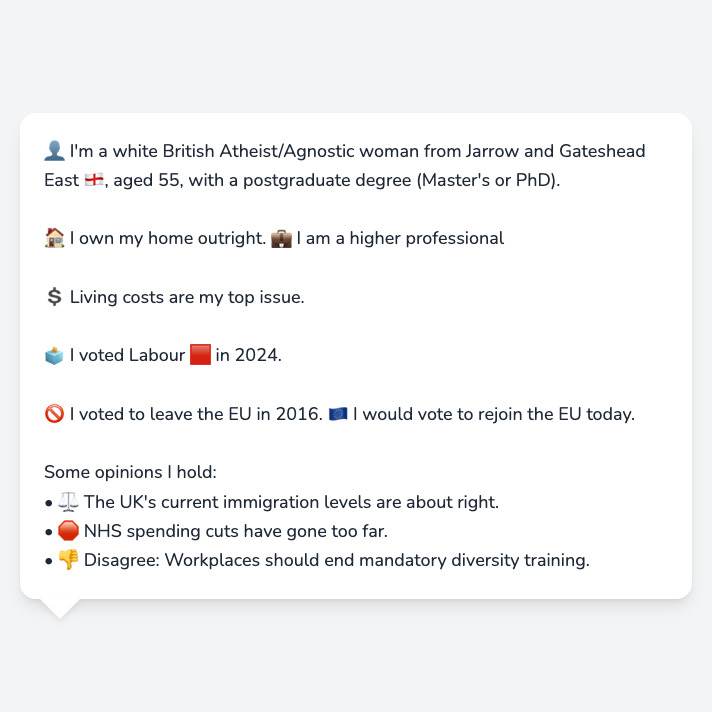 👤 I'm a white British Atheist/Agnostic woman from Jarrow and Gateshead
East 🏴󠁧󠁢󠁥󠁮󠁧󠁿, aged 55, with a postgraduate degree (Master's or PhD).
🏠 I own my home outright. 💼 I am a higher professional
💲 Living costs are my top issue.
🗳️ I voted Labour 🟥 in 2024.
🚫 I voted to leave the EU in 2016. 🇪🇺 I would vote to rejoin the EU today.
Some opinions I hold:
• ⚖️ The UK's current immigration levels are about right.
• 🛑 NHS spending cuts have gone too far.
• 👎 Disagree: Workplaces should end mandatory diversity training.